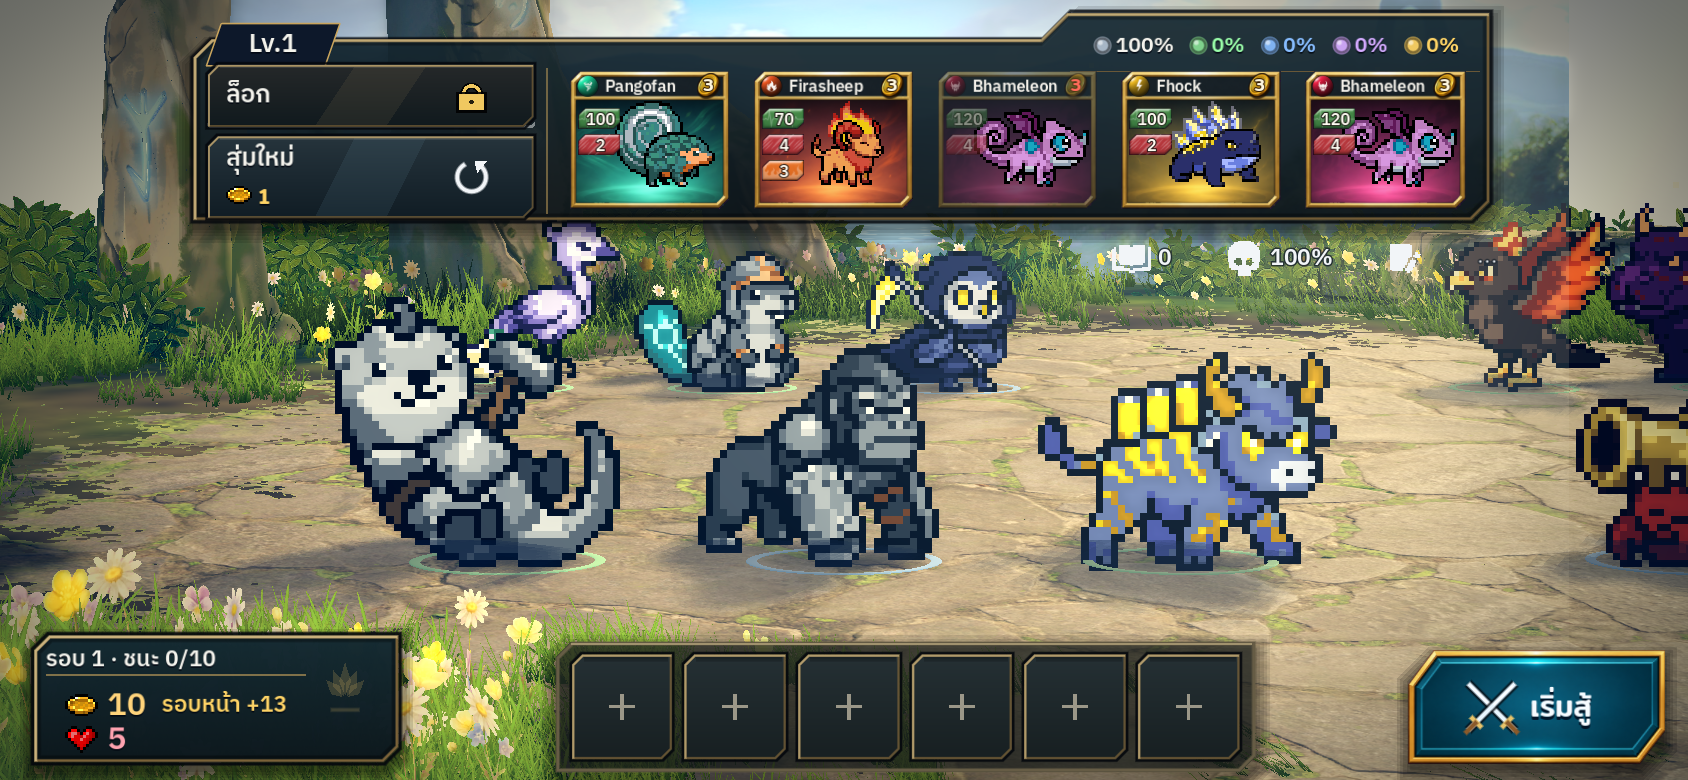 Lv.1
ล็อก
สุ่มใหม่
1
100% 0% 0% 0% 0%
Pangofan 3
100
2
Firasheep 3
70
4
3
Bhameleon 3
120
4
Fhock 3
100
2
Bhameleon 3
120
4
0 100%
รอบ 1 · ชนะ 0/10
10 รอบหน้า +13
5
+ + + + + +
เริ่มสู้